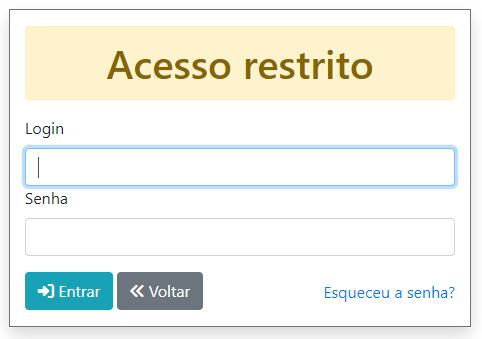 Acesso restrito
Login
Senha
Entrar Voltar Esqueceu a senha?